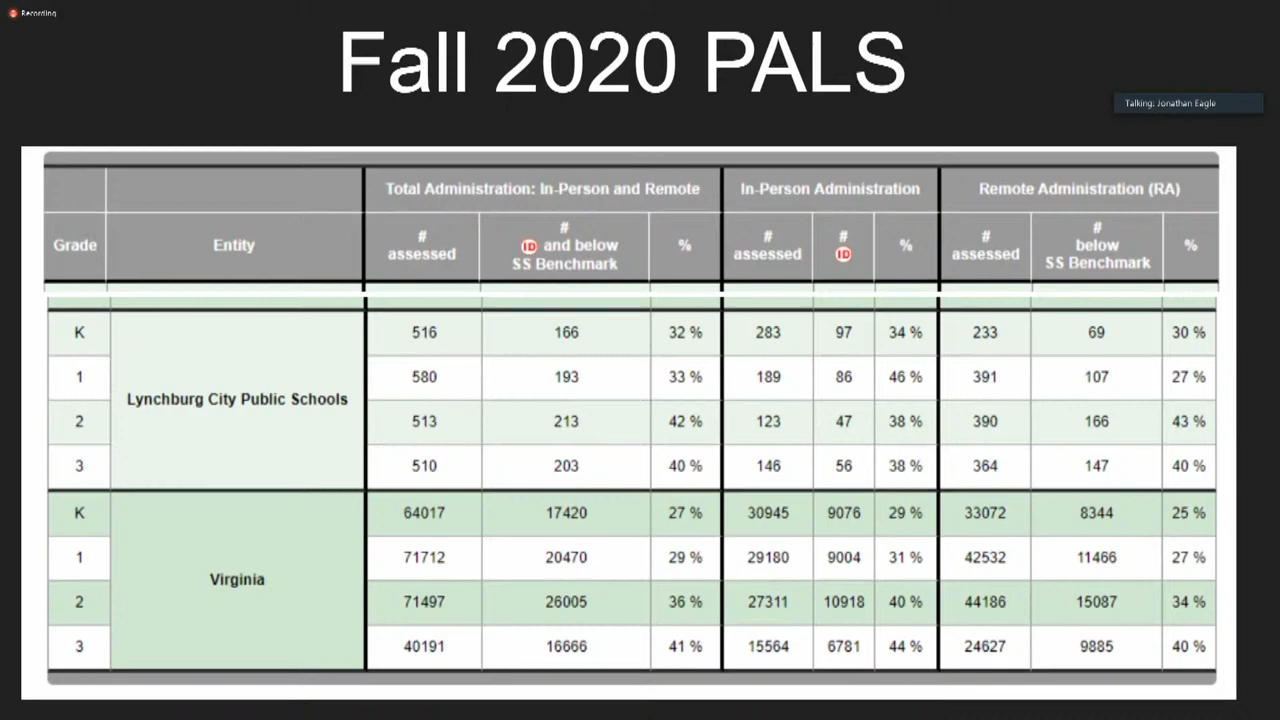 Recording
Fall 2020 PALS
Talking: Jonathan Eagle
Total Administration: In-Person and Remote In-Person Administration Remote Administration (RA)
Grade Entity # assessed # ID and below SS Benchmark % # assessed # ID % # assessed # below SS Benchmark %
K 516 166 32 % 283 97 34 % 233 69 30 %
1 580 193 33 % 189 86 46 % 391 107 27 %
Lynchburg City Public Schools
2 513 213 42 % 123 47 38 % 390 166 43 %
3 510 203 40 % 146 56 38 % 364 147 40 %
K 64017 17420 27 % 30945 9076 29 % 33072 8344 25 %
1 71712 20470 29 % 29180 9004 31 % 42532 11466 27 %
Virginia
2 71497 26005 36 % 27311 10918 40 % 44186 15087 34 %
3 40191 16666 41 % 15564 6781 44 % 24627 9885 40 %